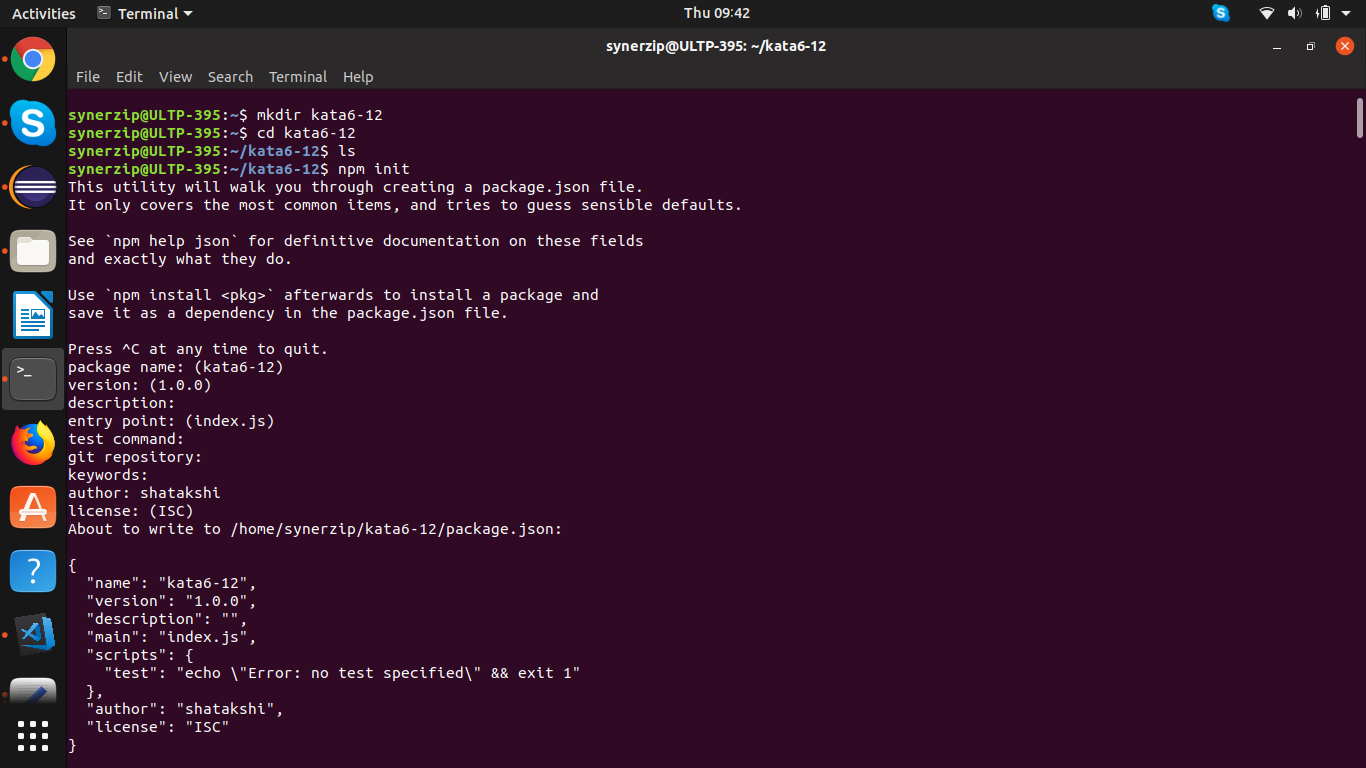 Activities Terminal Thu 09:42
synerzip@ULTP-395: ~/kata6-12
File Edit View Search Terminal Help
synerzip@ULTP-395:~$ mkdir kata6-12
synerzip@ULTP-395:~$ cd kata6-12
synerzip@ULTP-395:~/kata6-12$ ls
synerzip@ULTP-395:~/kata6-12$ npm init
This utility will walk you through creating a package.json file.
It only covers the most common items, and tries to guess sensible defaults.
See `npm help json` for definitive documentation on these fields
and exactly what they do.
Use `npm install <pkg>` afterwards to install a package and
save it as a dependency in the package.json file.
Press ^C at any time to quit.
package name: (kata6-12)
version: (1.0.0)
description:
entry point: (index.js)
test command:
git repository:
keywords:
author: shatakshi
license: (ISC)
About to write to /home/synerzip/kata6-12/package.json:
{
  "name": "kata6-12",
  "version": "1.0.0",
  "description": "",
  "main": "index.js",
  "scripts": {
    "test": "echo \"Error: no test specified\" && exit 1"
  },
  "author": "shatakshi",
  "license": "ISC"
}